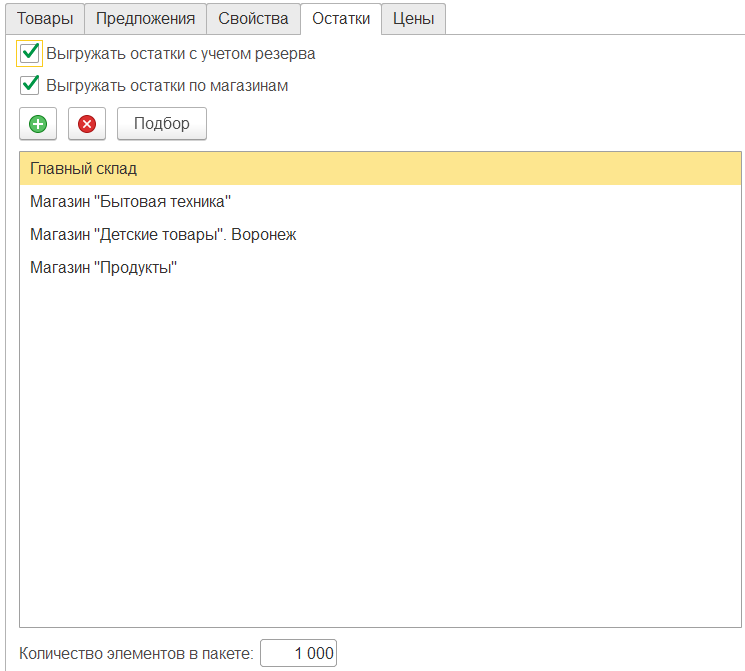 Товары Предложения Свойства Остатки Цены
Выгружать остатки с учетом резерва
Выгружать остатки по магазинам
Подбор
Главный склад
Магазин "Бытовая техника"
Магазин "Детские товары". Воронеж
Магазин "Продукты"
Количество элементов в пакете: 1 000